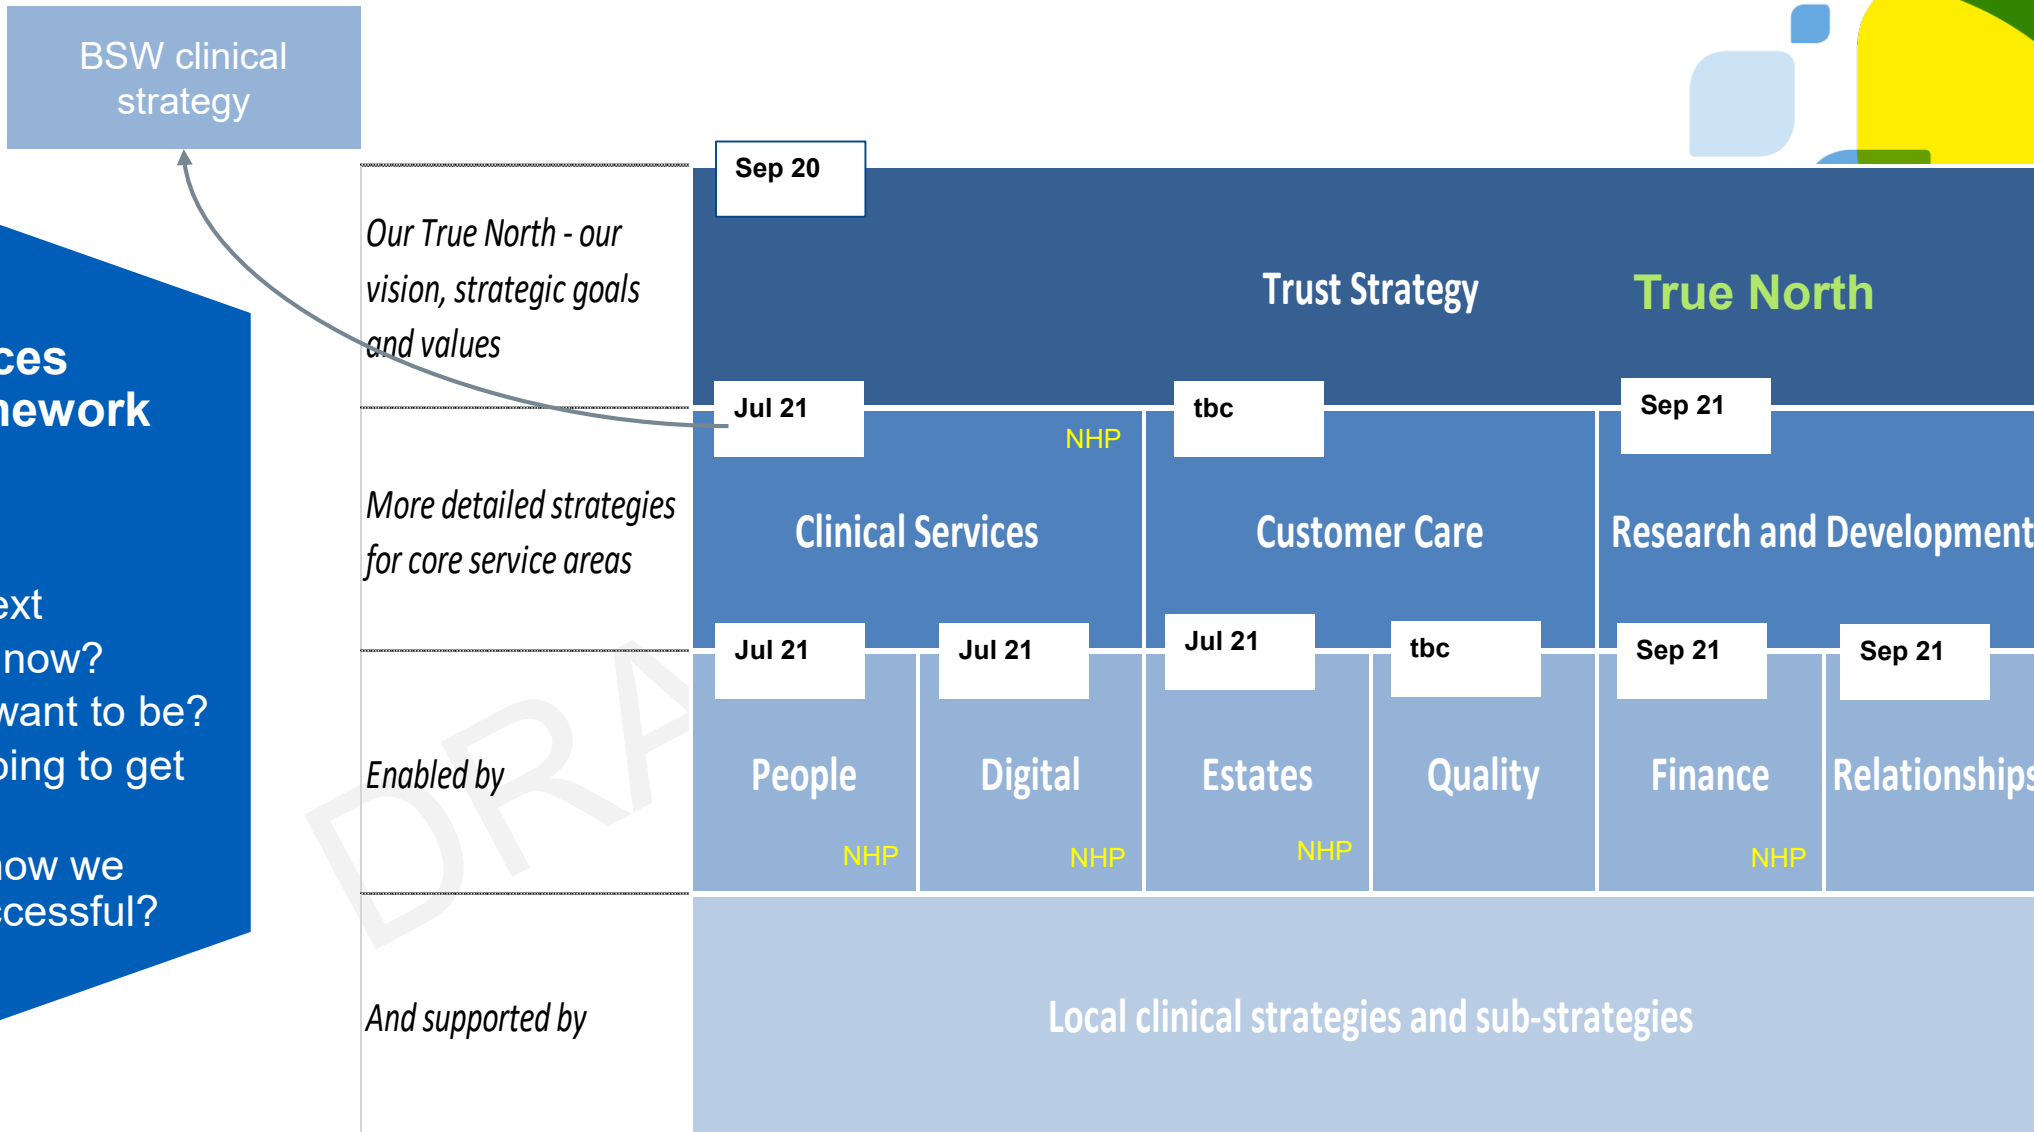 BSW clinical
strategy
ces
nework
ext
now?
want to be?
oing to get
now we
ccessful?
Our True North - our
vision, strategic goals
and values
Sep 20
Trust Strategy
True North
More detailed strategies
for core service areas
Jul 21
NHP
Clinical Services
tbc
Customer Care
Sep 21
Research and Development
Enabled by
Jul 21
People
NHP
Jul 21
Digital
NHP
Jul 21
Estates
NHP
tbc
Quality
Sep 21
Finance
NHP
Sep 21
Relationships
And supported by
Local clinical strategies and sub-strategies
DRA